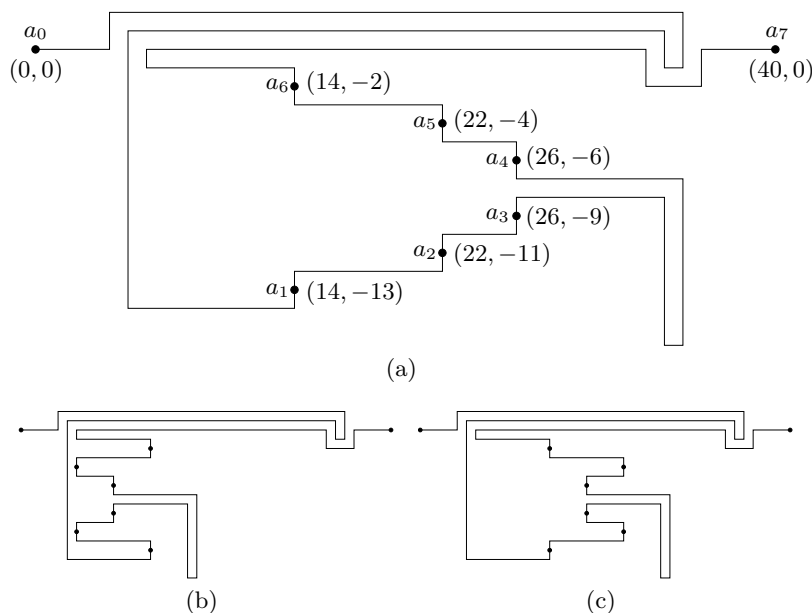 a₀ a₇
(0, 0) (40, 0)
a₆ (14, −2)
a₅ (22, −4)
a₄ (26, −6)
a₃ (26, −9)
a₂ (22, −11)
a₁ (14, −13)
(a)
(b) (c)